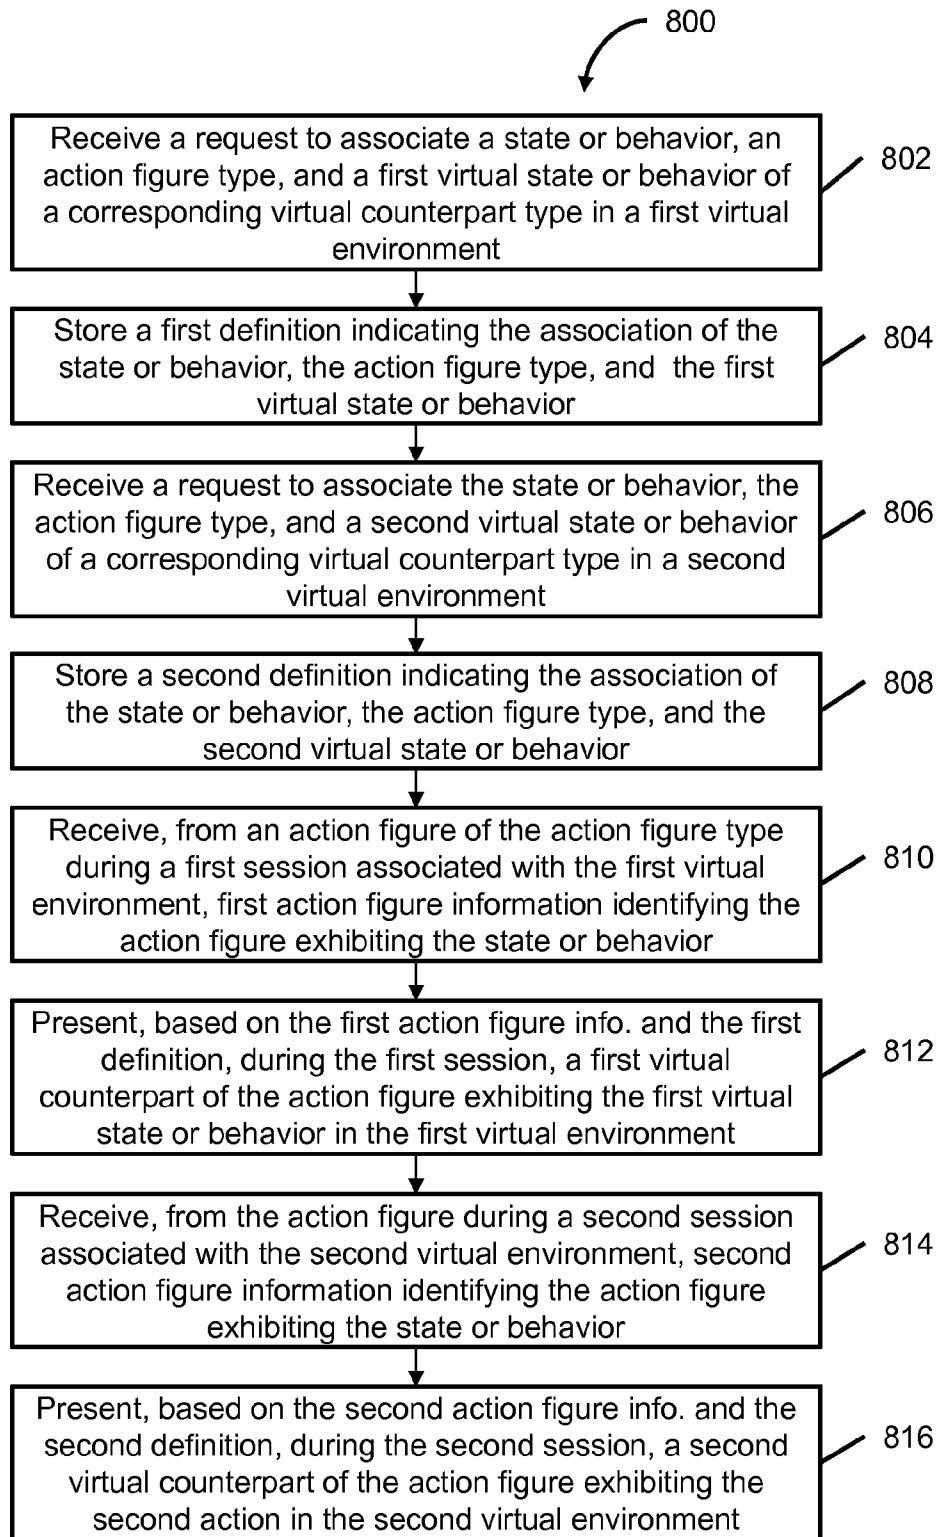 800
Receive a request to associate a state or behavior, an
action figure type, and a first virtual state or behavior of
a corresponding virtual counterpart type in a first virtual
environment
802
Store a first definition indicating the association of the
state or behavior, the action figure type, and the first
virtual state or behavior
804
Receive a request to associate the state or behavior, the
action figure type, and a second virtual state or behavior
of a corresponding virtual counterpart type in a second
virtual environment
806
Store a second definition indicating the association of
the state or behavior, the action figure type, and the
second virtual state or behavior
808
Receive, from an action figure of the action figure type
during a first session associated with the first virtual
environment, first action figure information identifying the
action figure exhibiting the state or behavior
810
Present, based on the first action figure info. and the first
definition, during the first session, a first virtual
counterpart of the action figure exhibiting the first virtual
state or behavior in the first virtual environment
812
Receive, from the action figure during a second session
associated with the second virtual environment, second
action figure information identifying the action figure
exhibiting the state or behavior
814
Present, based on the second action figure info. and the
second definition, during the second session, a second
virtual counterpart of the action figure exhibiting the
second action in the second virtual environment
816